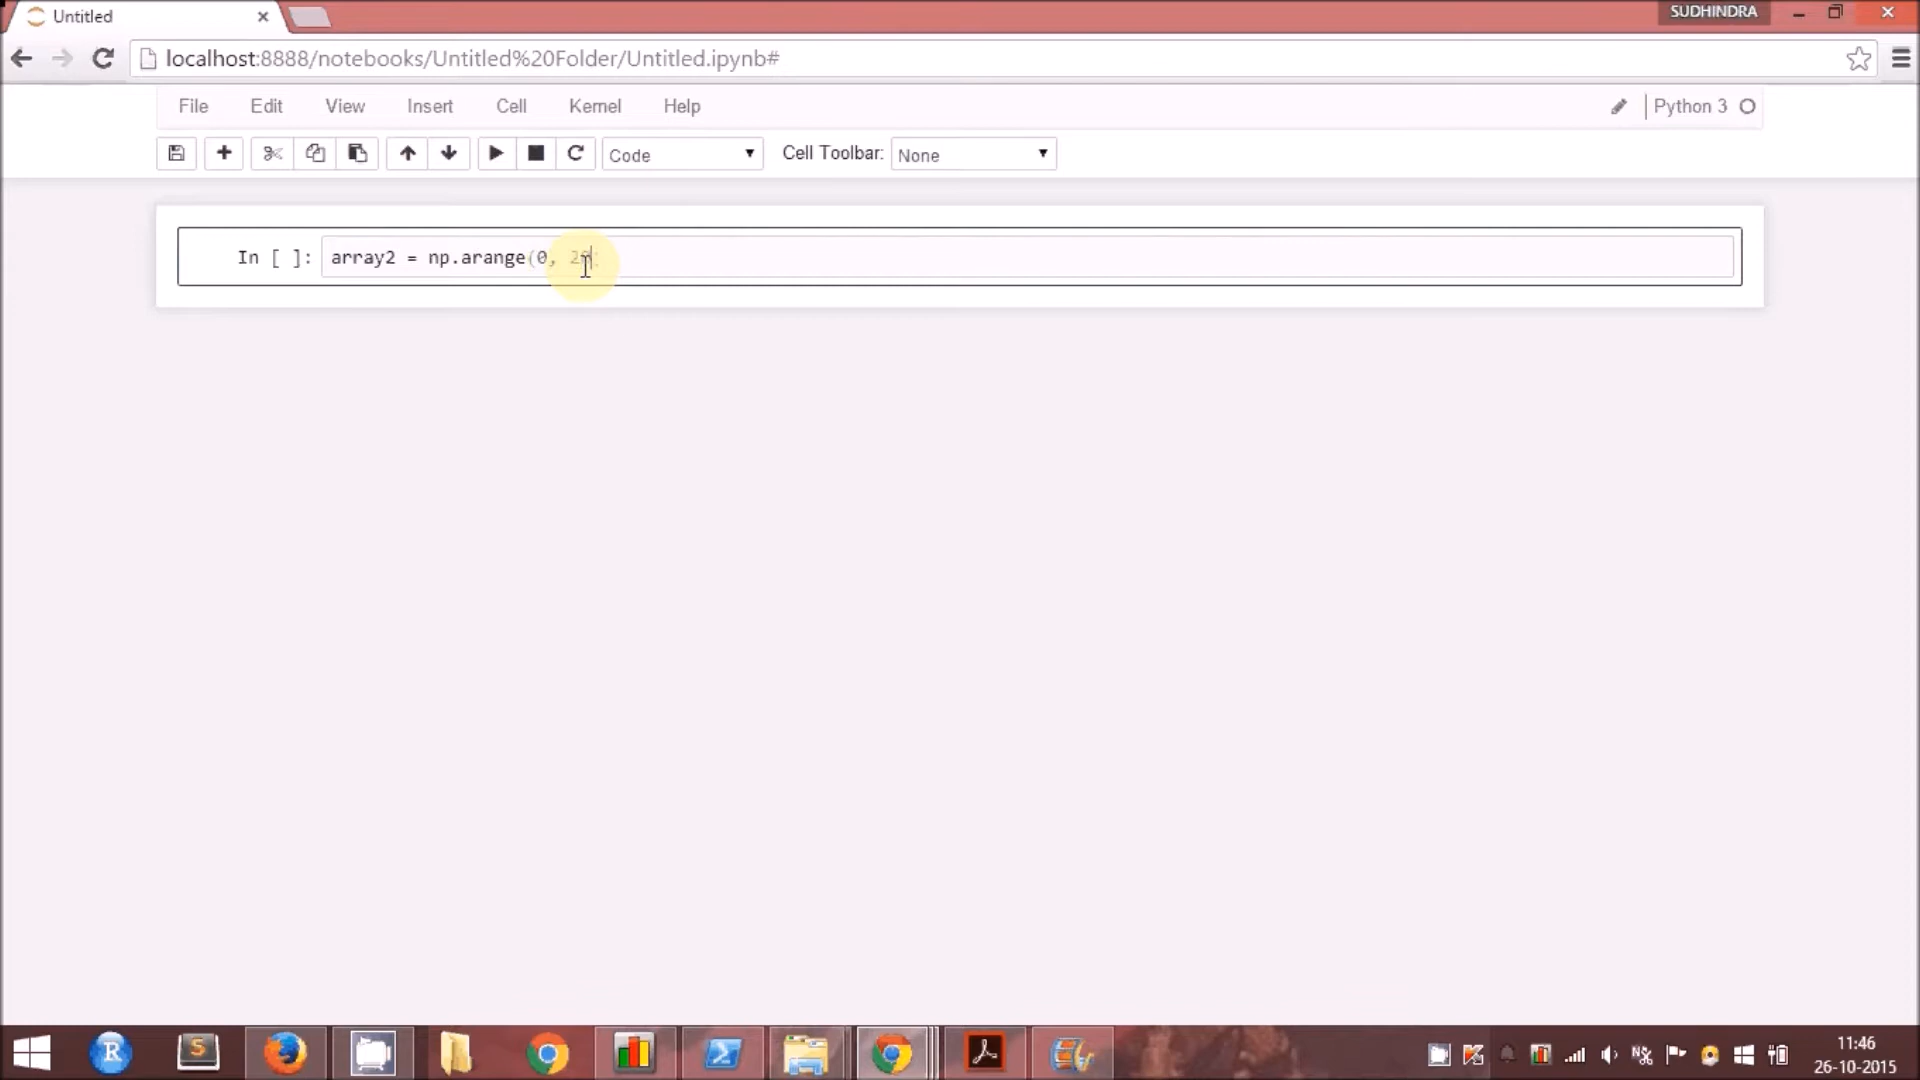 Untitled
SUDHINDRA
localhost:8888/notebooks/Untitled%20Folder/Untitled.ipynb#
File Edit View Insert Cell Kernel Help
Python 3
Code
Cell Toolbar: None
In [ ]: array2 = np.arange(0, 20
11:46
26-10-2015